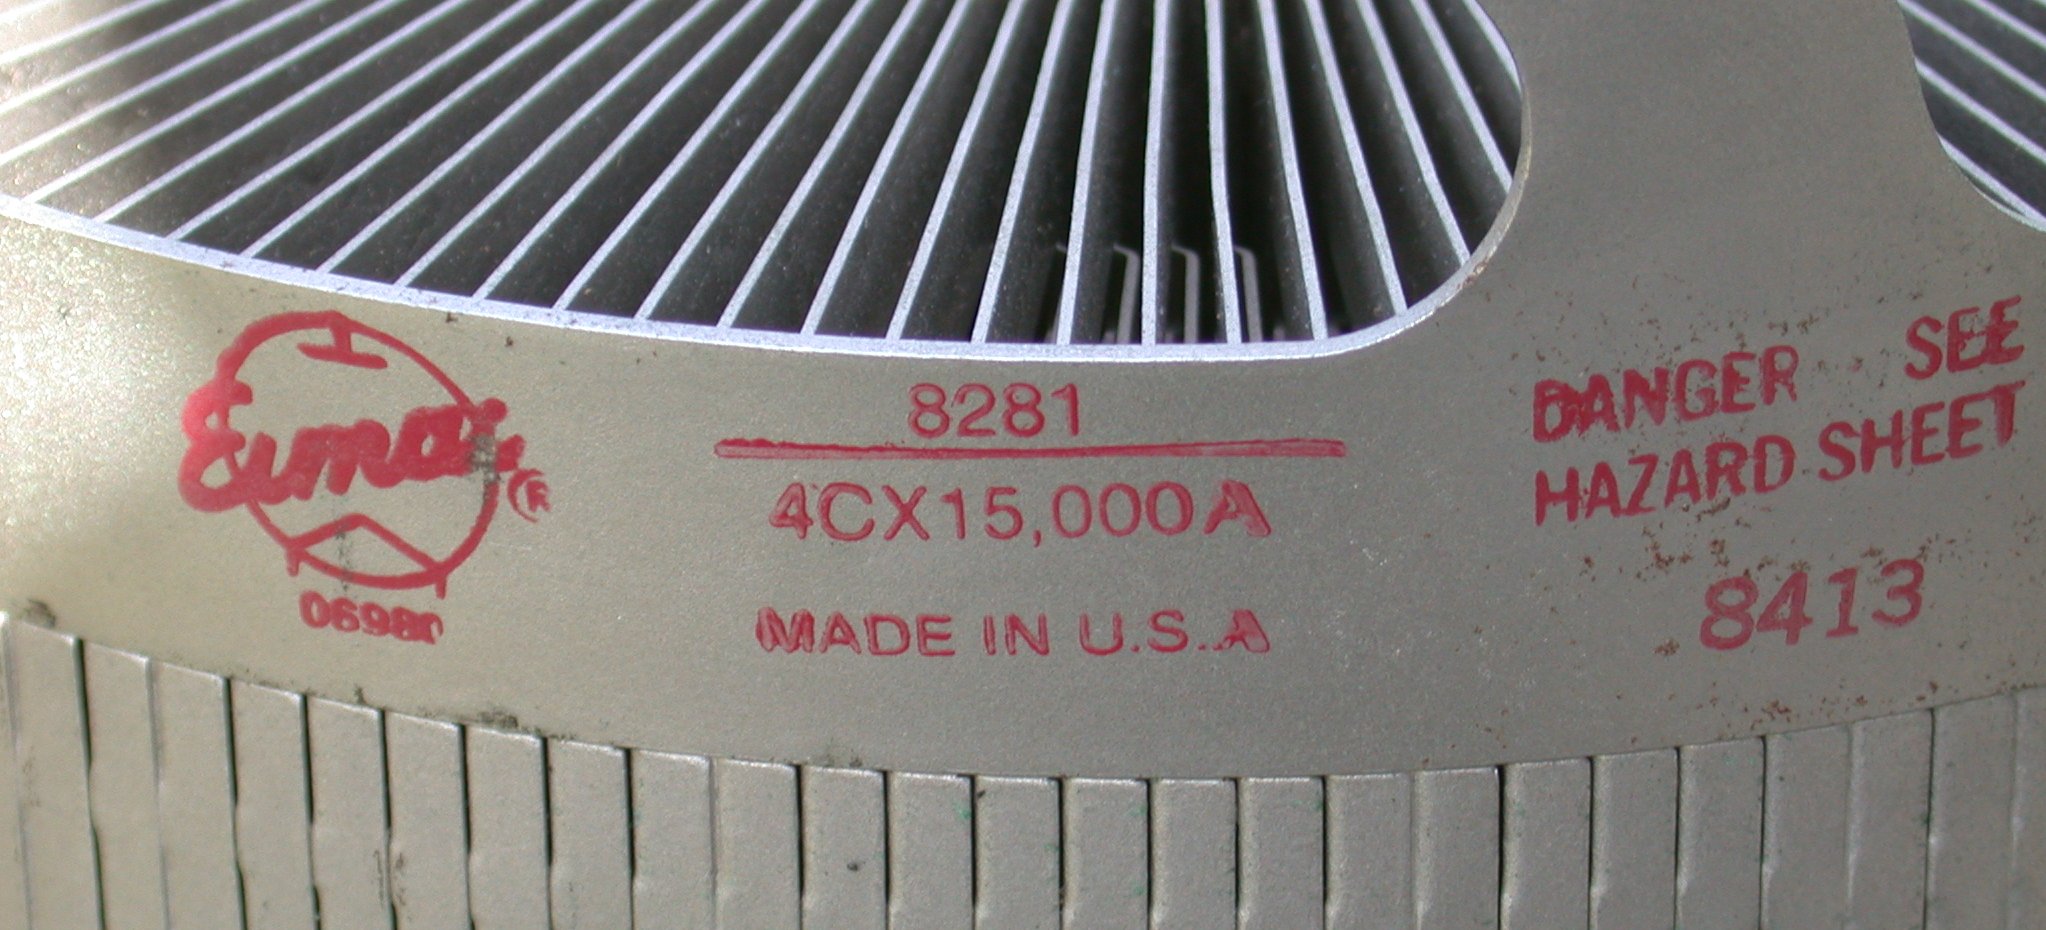 Eimac ®
06980
8281
4CX15,000A
MADE IN U.S.A
DANGER SEE
HAZARD SHEET
8413